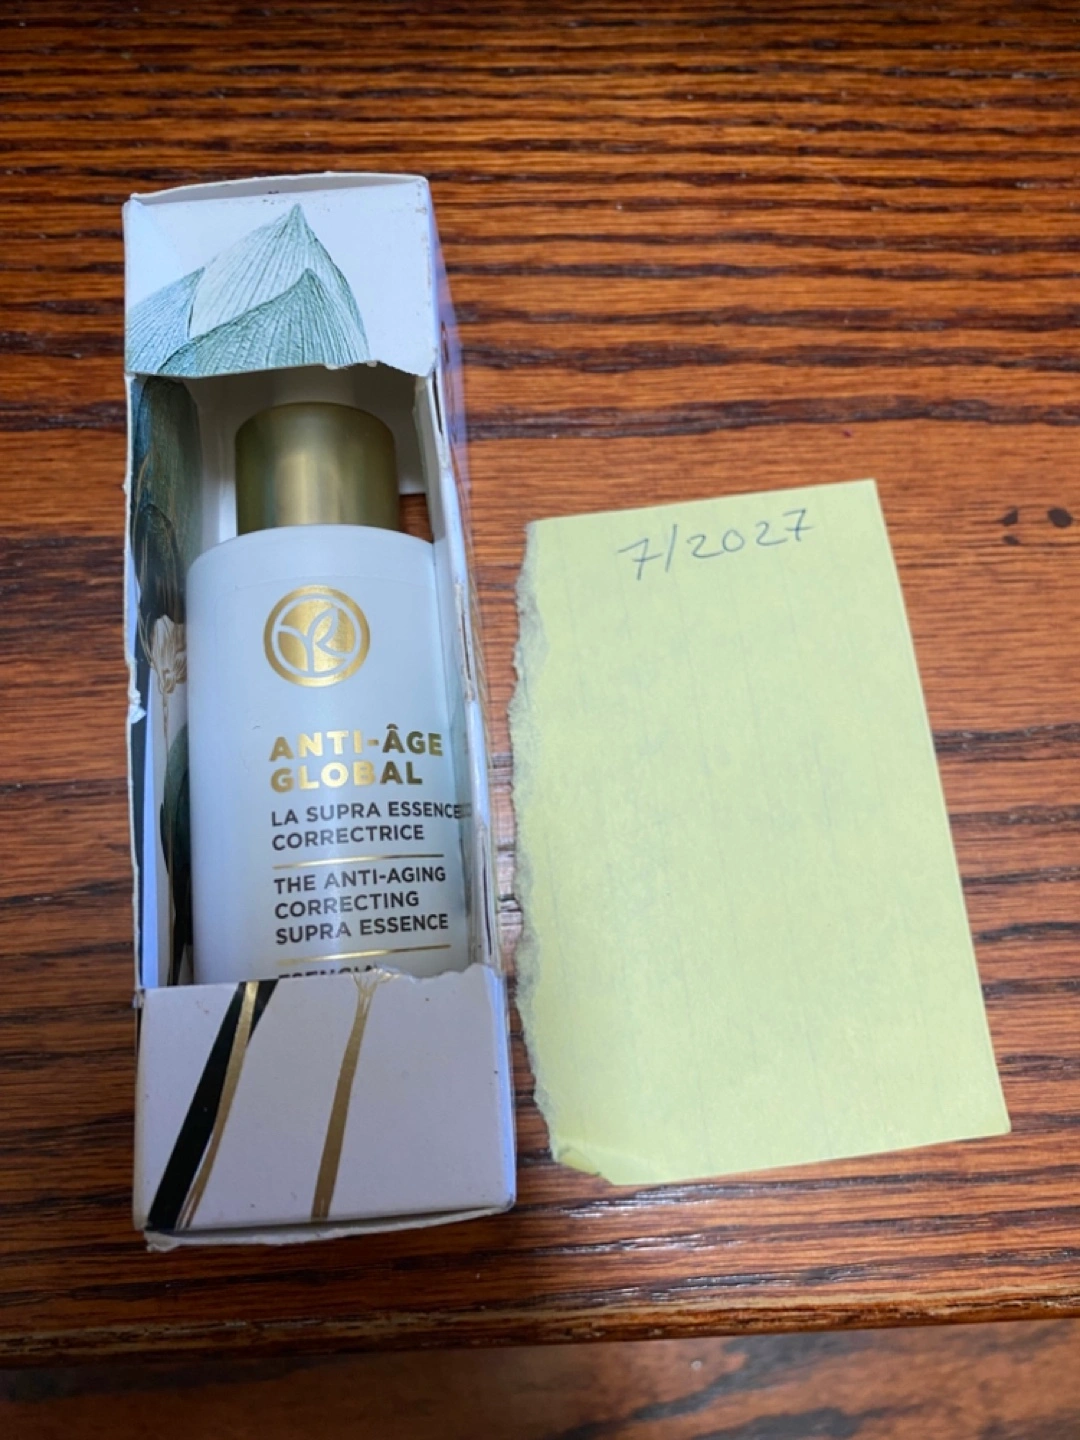 ANTI-ÂGE
GLOBAL
LA SUPRA ESSENCE
CORRECTRICE
THE ANTI-AGING
CORRECTING
SUPRA ESSENCE
7/2027